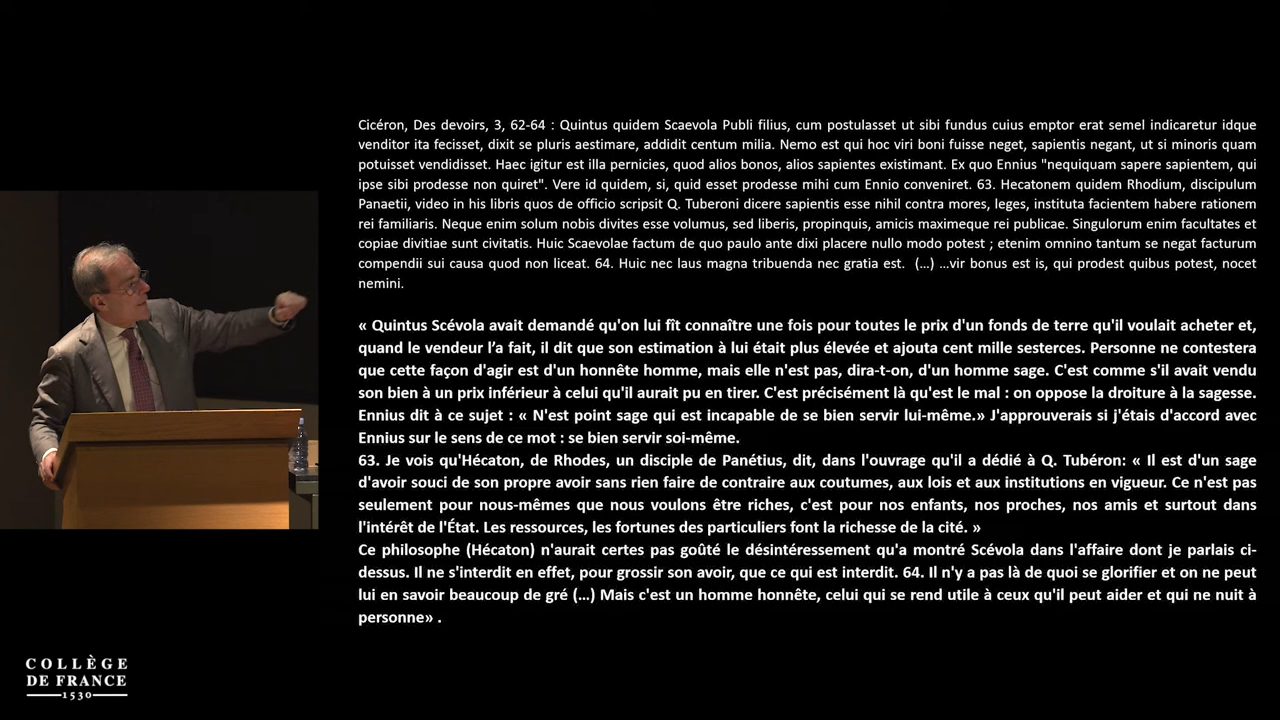 Cicéron, Des devoirs, 3, 62-64 : Quintus quidem Scaevola Publi filius, cum postulasset ut sibi fundus cuius emptor erat semel indicaretur idque
venditor ita fecisset, dixit se pluris aestimare, addidit centum milia. Nemo est qui hoc viri boni fuisse neget, sapientis negant, ut si minoris quam
potuisset vendidisset. Haec igitur est illa pernicies, quod alios bonos, alios sapientes existimant. Ex quo Ennius "nequiquam sapere sapientem, qui
ipse sibi prodesse non quiret". Vere id quidem, si, quid esset prodesse mihi cum Ennio conveniret. 63. Hecatonem quidem Rhodium, discipulum
Panaetii, video in his libris quos de officio scripsit Q. Tuberoni dicere sapientis esse nihil contra mores, leges, instituta facientem habere rationem
rei familiaris. Neque enim solum nobis divites esse volumus, sed liberis, propinquis, amicis maximeque rei publicae. Singulorum enim facultates et
copiae divitiae sunt civitatis. Huic Scaevolae factum de quo paulo ante dixi placere nullo modo potest ; etenim omnino tantum se negat facturum
compendii sui causa quod non liceat. 64. Huic nec laus magna tribuenda nec gratia est. (...) ...vir bonus est is, qui prodest quibus potest, nocet
nemini.
« Quintus Scévola avait demandé qu'on lui fît connaître une fois pour toutes le prix d'un fonds de terre qu'il voulait acheter et,
quand le vendeur l'a fait, il dit que son estimation à lui était plus élevée et ajouta cent mille sesterces. Personne ne contestera
que cette façon d'agir est d'un honnête homme, mais elle n'est pas, dira-t-on, d'un homme sage. C'est comme s'il avait vendu
son bien à un prix inférieur à celui qu'il aurait pu en tirer. C'est précisément là qu'est le mal : on oppose la droiture à la sagesse.
Ennius dit à ce sujet : « N'est point sage qui est incapable de se bien servir lui-même.» J'approuverais si j'étais d'accord avec
Ennius sur le sens de ce mot : se bien servir soi-même.
63. Je vois qu'Hécaton, de Rhodes, un disciple de Panétius, dit, dans l'ouvrage qu'il a dédié à Q. Tubéron: « Il est d'un sage
d'avoir souci de son propre avoir sans rien faire de contraire aux coutumes, aux lois et aux institutions en vigueur. Ce n'est pas
seulement pour nous-mêmes que nous voulons être riches, c'est pour nos enfants, nos proches, nos amis et surtout dans
l'intérêt de l'État. Les ressources, les fortunes des particuliers font la richesse de la cité. »
Ce philosophe (Hécaton) n'aurait certes pas goûté le désintéressement qu'a montré Scévola dans l'affaire dont je parlais ci-
dessus. Il ne s'interdit en effet, pour grossir son avoir, que ce qui est interdit. 64. Il n'y a pas là de quoi se glorifier et on ne peut
lui en savoir beaucoup de gré (...) Mais c'est un homme honnête, celui qui se rend utile à ceux qu'il peut aider et qui ne nuit à
personne» .
COLLÈGE
DE FRANCE
1530